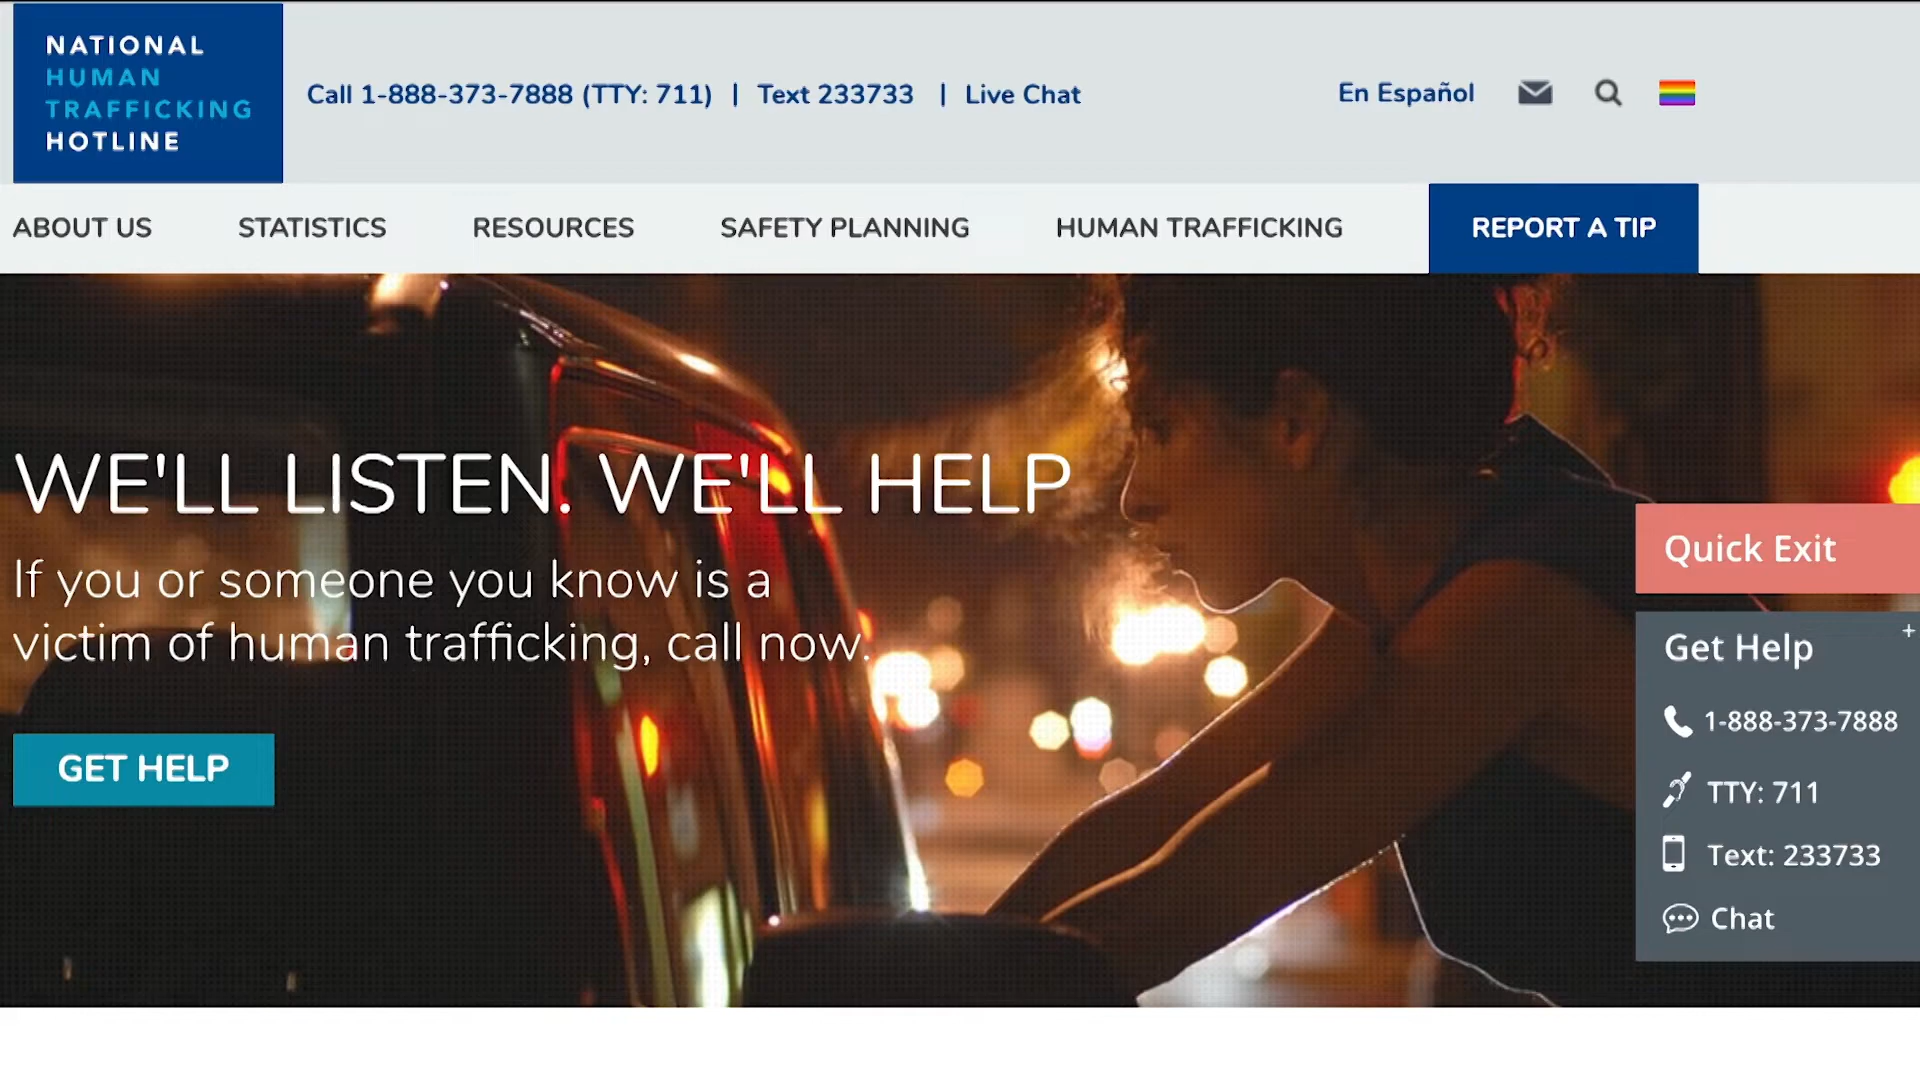 NATIONAL
HUMAN
TRAFFICKING
HOTLINE
Call 1-888-373-7888 (TTY: 711) | Text 233733 | Live Chat
En Español
ABOUT US
STATISTICS
RESOURCES
SAFETY PLANNING
HUMAN TRAFFICKING
REPORT A TIP
WE'LL LISTEN. WE'LL HELP
If you or someone you know is a
victim of human trafficking, call now.
GET HELP
Quick Exit
Get Help +
1-888-373-7888
TTY: 711
Text: 233733
Chat